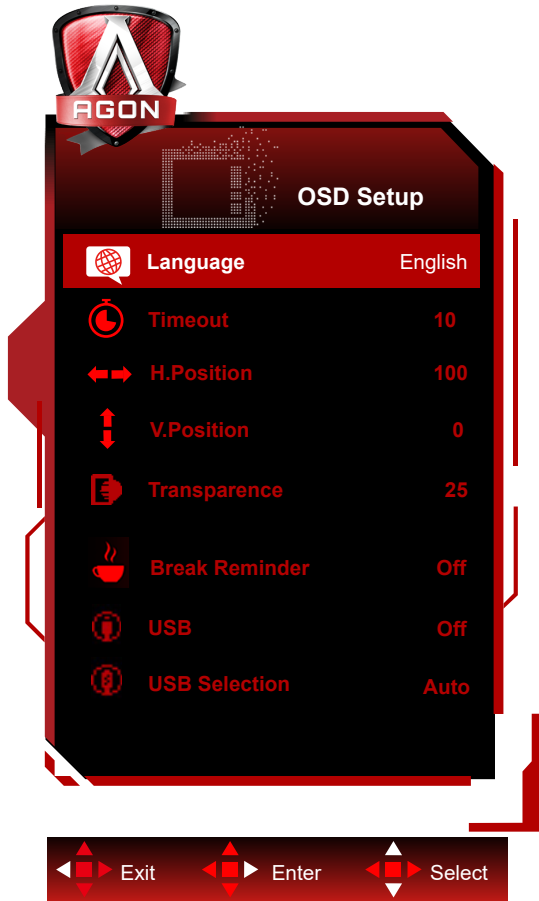 AGON
OSD Setup
Language English
Timeout 10
H.Position 100
V.Position 0
Transparence 25
Break Reminder Off
USB Off
USB Selection Auto
Exit Enter Select